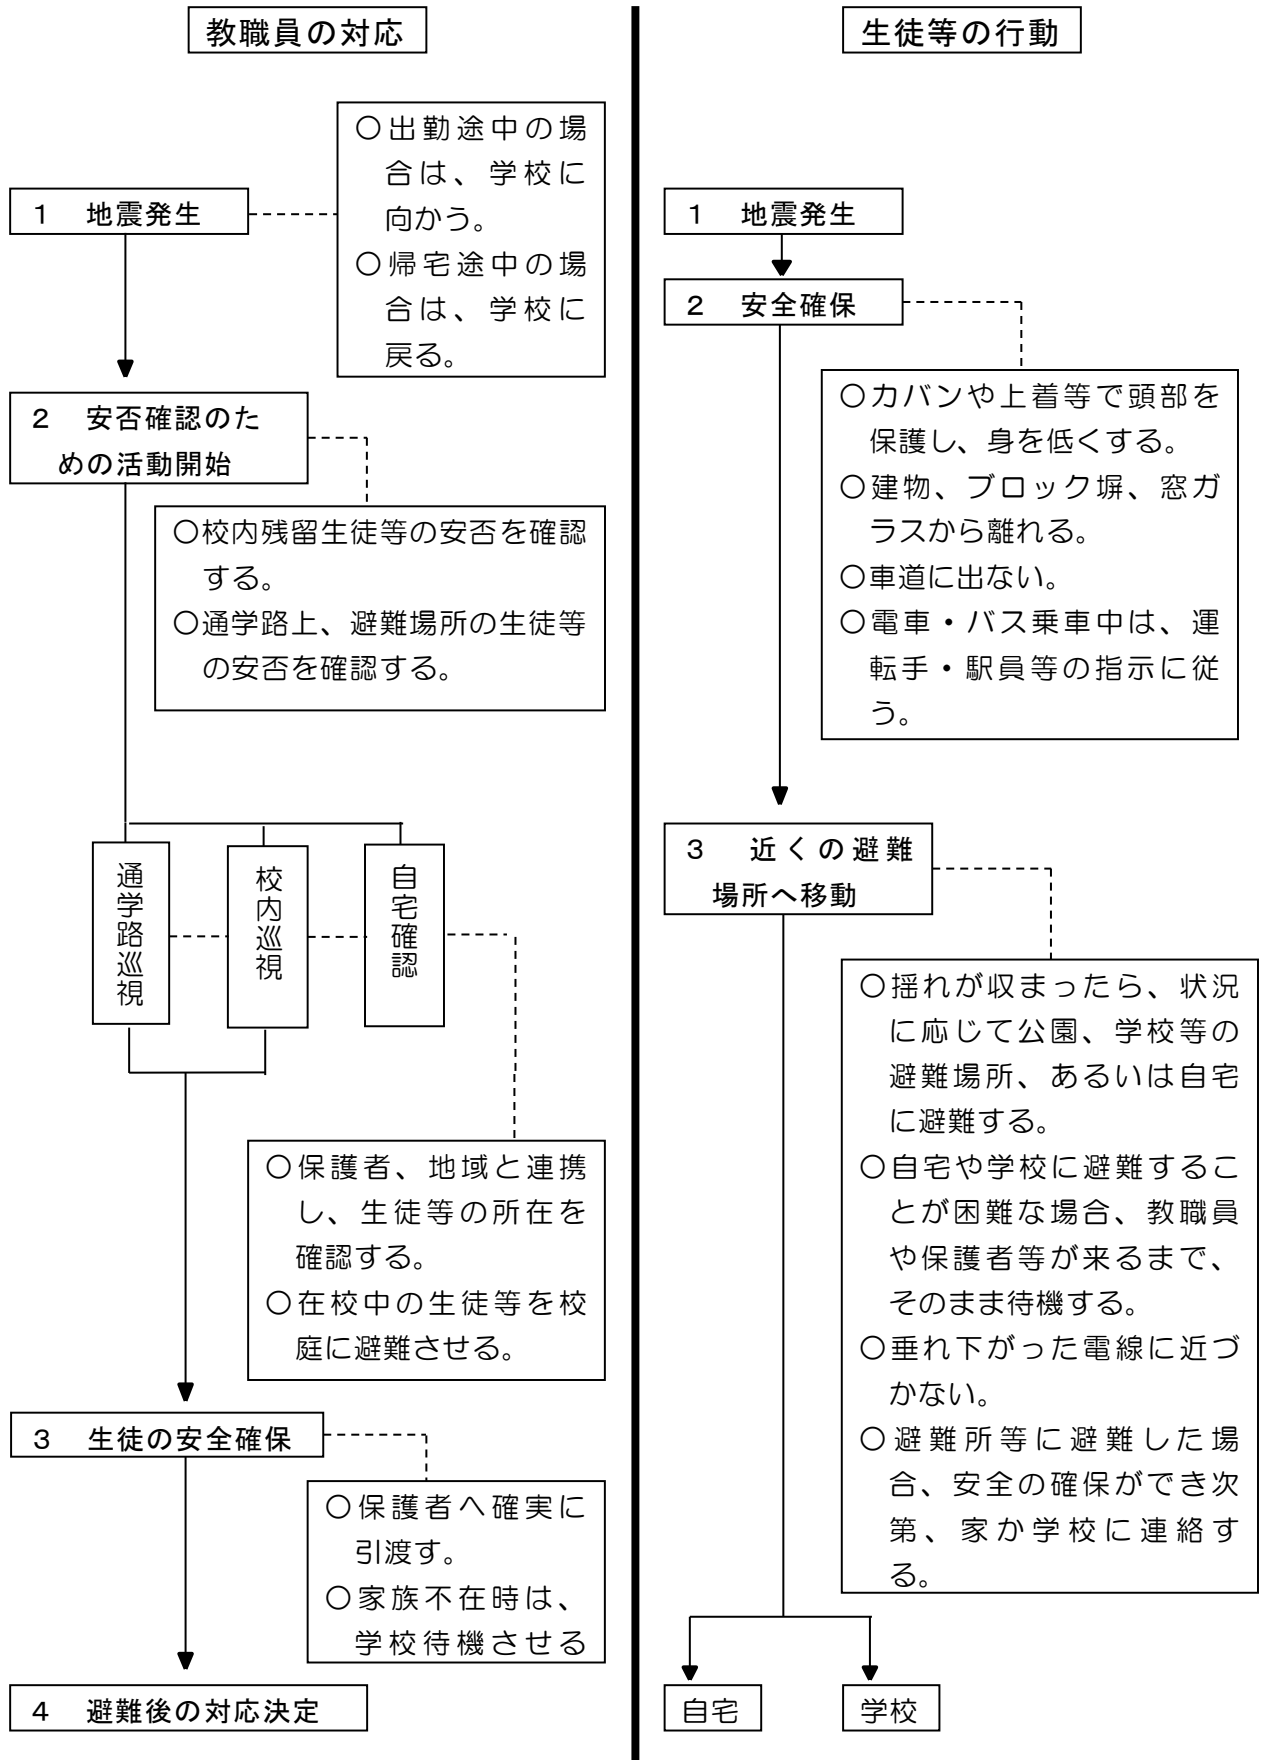 教職員の対応
1 地震発生
○出勤途中の場
合は、学校に
向かう。
○帰宅途中の場
合は、学校に
戻る。
2 安否確認のた
めの活動開始
○校内残留生徒等の安否を確認
する。
○通学路上、避難場所の生徒等
の安否を確認する。
通学路巡視
校内巡視
自宅確認
○保護者、地域と連携
し、生徒等の所在を
確認する。
○在校中の生徒等を校
庭に避難させる。
3 生徒の安全確保
○保護者へ確実に
引渡す。
○家族不在時は、
学校待機させる
4 避難後の対応決定
生徒等の行動
1 地震発生
2 安全確保
○カバンや上着等で頭部を
保護し、身を低くする。
○建物、ブロック塀、窓ガ
ラスから離れる。
○車道に出ない。
○電車・バス乗車中は、運
転手・駅員等の指示に従
う。
3 近くの避難
場所へ移動
○揺れが収まったら、状況
に応じて公園、学校等の
避難場所、あるいは自宅
に避難する。
○自宅や学校に避難するこ
とが困難な場合、教職員
や保護者等が来るまで、
そのまま待機する。
○垂れ下がった電線に近づ
かない。
○避難所等に避難した場
合、安全の確保ができ次
第、家か学校に連絡す
る。
自宅
学校